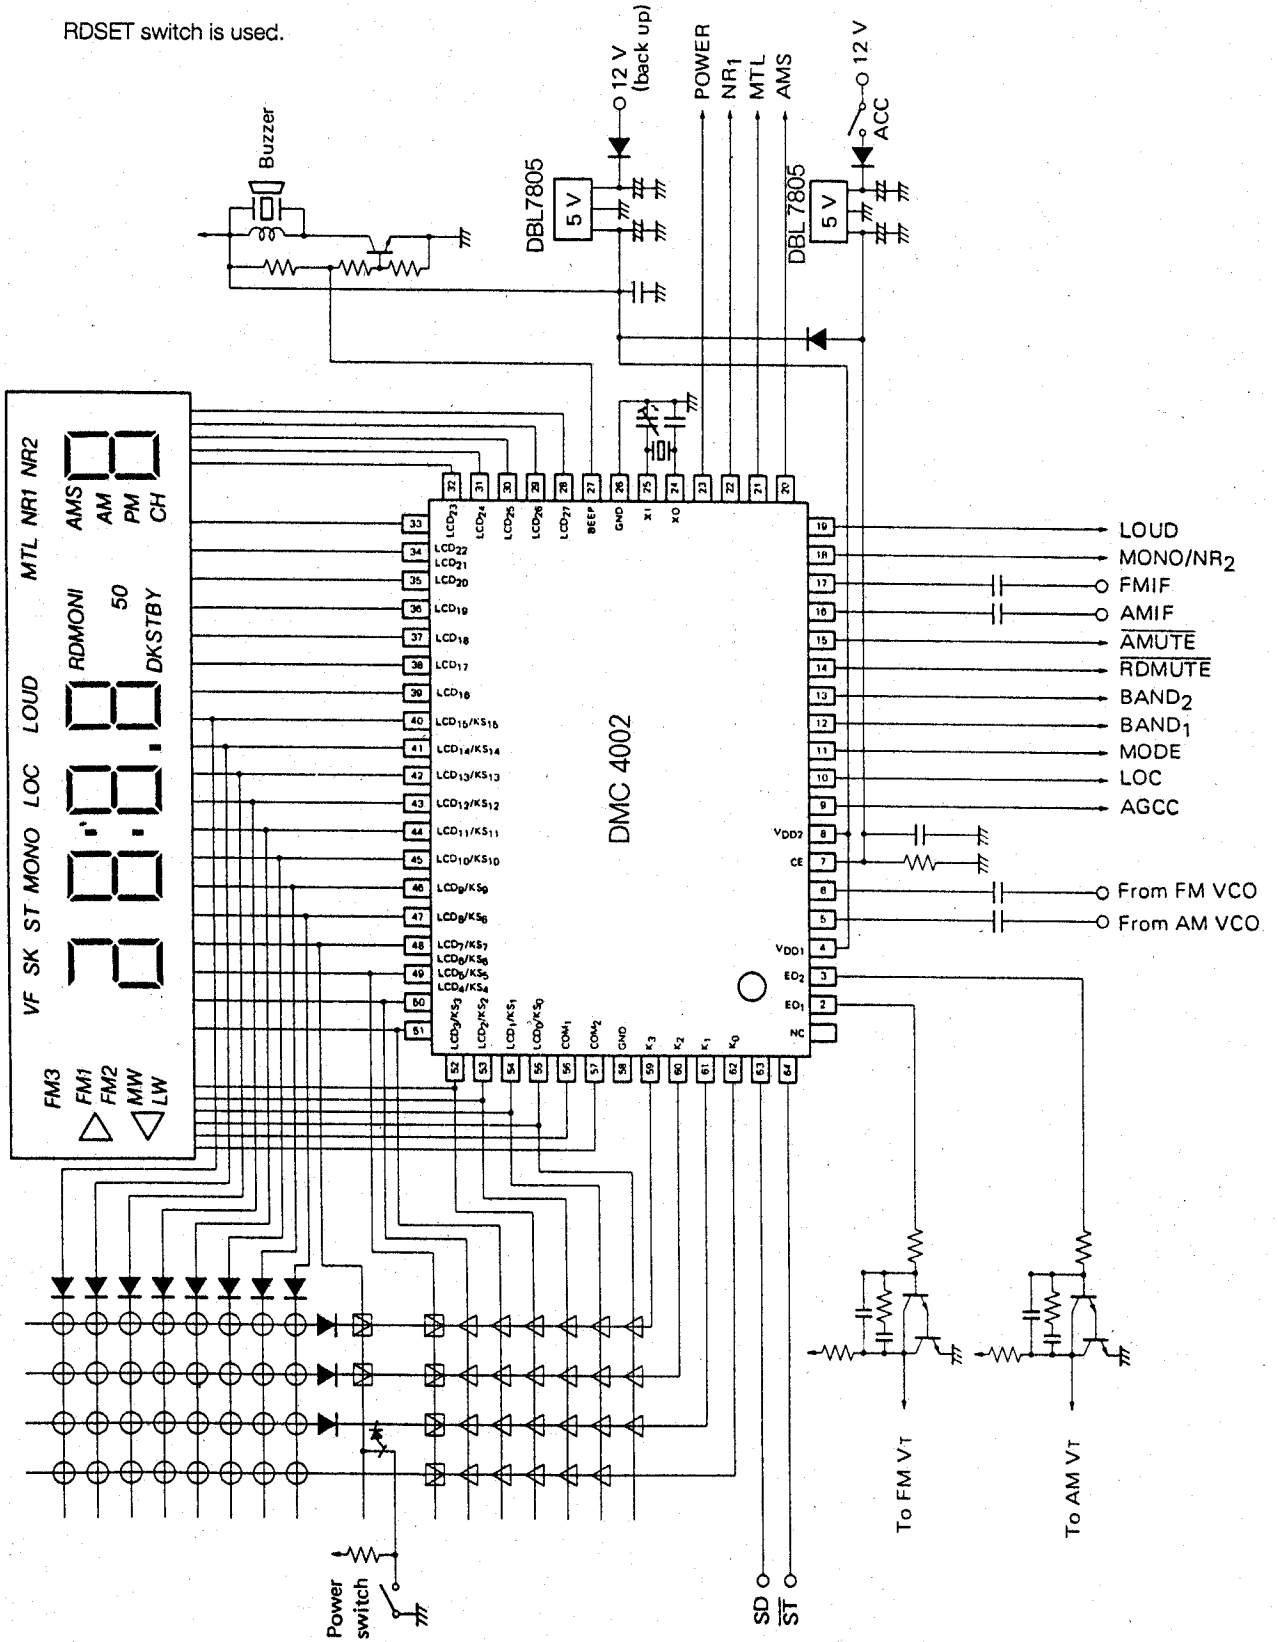 RDSET switch is used.
Buzzer
DBL7805
5 V
12 V
(back up)
POWER
NR1
MTL
AMS
12 V
ACC
DBL7805
5 V
VF SK ST MONO LOC LOUD MTL NR1 NR2
FM3
FM1
FM2
MW
LW
RDMONI
50
DKSTBY
AMS
AM
PM
CH
32
31
30
29
28
27
26
25
24
23
22
21
20
LCD23
LCD24
LCD25
LCD26
LCD27
BEEP
GND
XI
XO
33
34 LCD22
LCD21
35 LCD20
36 LCD19
37 LCD18
38 LCD17
39 LCD16
40 LCD15/KS15
41 LCD14/KS14
42 LCD13/KS13
43 LCD12/KS12
44 LCD11/KS11
45 LCD10/KS10
46 LCD9/KS9
47 LCD8/KS8
48 LCD7/KS7
LCD6/KS6
49 LCD5/KS5
LCD4/KS4
50
51
DMC 4002
19 LOUD
18 MONO/NR2
17 FMIF
16 AMIF
15 AMUTE
14 RDMUTE
13 BAND2
12 BAND1
11 MODE
10 LOC
9 AGCC
VDD2 8
CE 7
6 From FM VCO
5 From AM VCO
VDD1 4
ED2 3
ED1 2
NC
LCD3/KS3
LCD2/KS2
LCD1/KS1
LCD0/KS0
COM1
COM2
GND
K3
K2
K1
K0
52
53
54
55
56
57
58
59
60
61
62
63
64
Power
switch
SD
ST
To FM VT
To AM VT